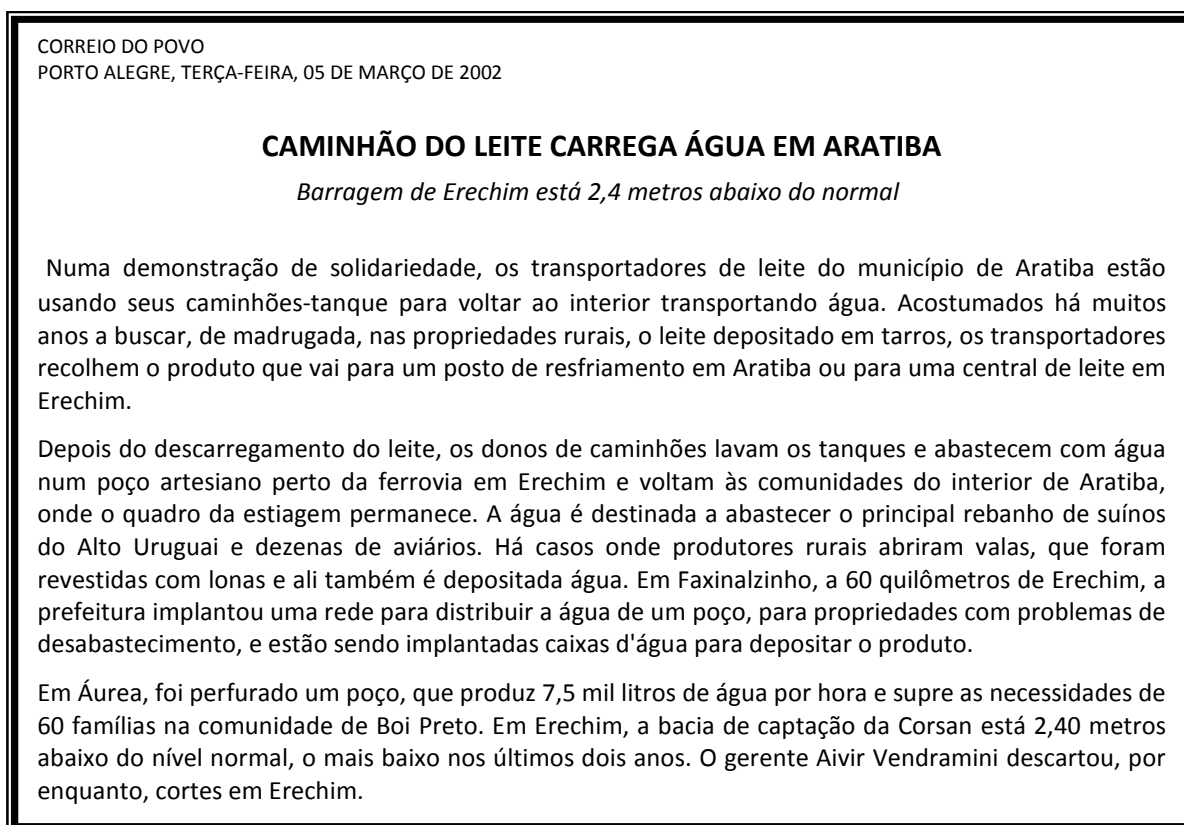 CORREIO DO POVO
PORTO ALEGRE, TERÇA-FEIRA, 05 DE MARÇO DE 2002
CAMINHÃO DO LEITE CARREGA ÁGUA EM ARATIBA
Barragem de Erechim está 2,4 metros abaixo do normal
Numa demonstração de solidariedade, os transportadores de leite do município de Aratiba estão
usando seus caminhões-tanque para voltar ao interior transportando água. Acostumados há muitos
anos a buscar, de madrugada, nas propriedades rurais, o leite depositado em tarros, os transportadores
recolhem o produto que vai para um posto de resfriamento em Aratiba ou para uma central de leite em
Erechim.
Depois do descarregamento do leite, os donos de caminhões lavam os tanques e abastecem com água
num poço artesiano perto da ferrovia em Erechim e voltam às comunidades do interior de Aratiba,
onde o quadro da estiagem permanece. A água é destinada a abastecer o principal rebanho de suínos
do Alto Uruguai e dezenas de aviários. Há casos onde produtores rurais abriram valas, que foram
revestidas com lonas e ali também é depositada água. Em Faxinalzinho, a 60 quilômetros de Erechim, a
prefeitura implantou uma rede para distribuir a água de um poço, para propriedades com problemas de
desabastecimento, e estão sendo implantadas caixas d'água para depositar o produto.
Em Áurea, foi perfurado um poço, que produz 7,5 mil litros de água por hora e supre as necessidades de
60 famílias na comunidade de Boi Preto. Em Erechim, a bacia de captação da Corsan está 2,40 metros
abaixo do nível normal, o mais baixo nos últimos dois anos. O gerente Aivir Vendramini descartou, por
enquanto, cortes em Erechim.